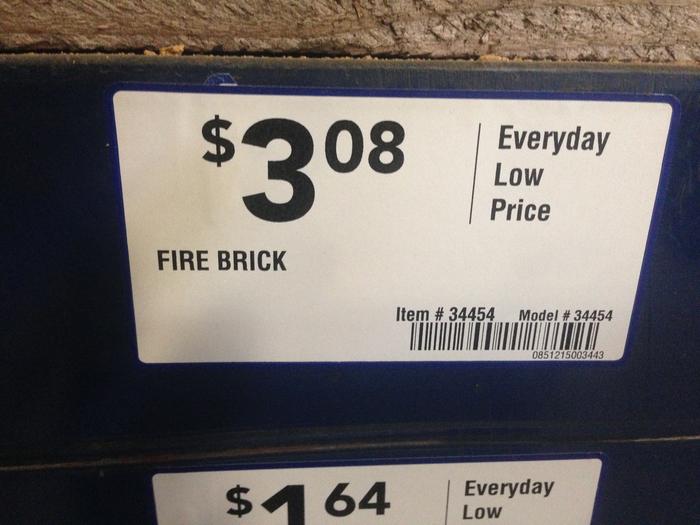 $3 08
Everyday
Low
Price
FIRE BRICK
Item # 34454 Model # 34454
0851215003443
$1 64
Everyday
Low